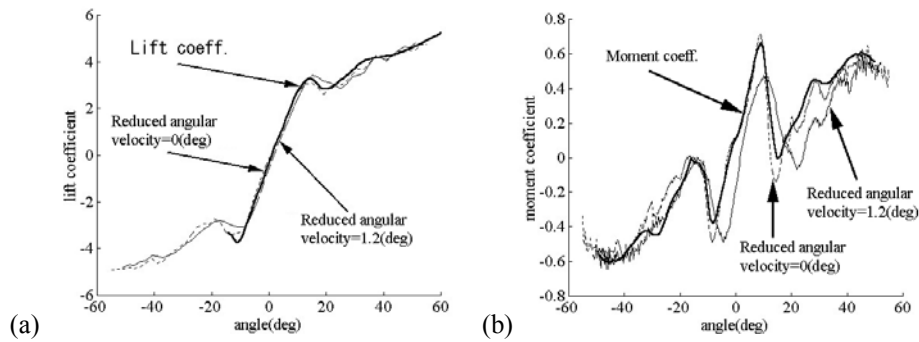 (a)
lift coefficient
6
4
2
0
-2
-4
-6
-60
-40
-20
0
20
40
60
angle(deg)
Lift coeff.
Reduced angular
velocity=0(deg)
Reduced angular
velocity=1.2(deg)
(b)
moment coefficient
0.8
0.6
0.4
0.2
0.0
-0.2
-0.4
0.6
-0.8
-60
-40
-20
0
20
40
60
angle(deg)
Moment coeff.
Reduced angular
velocity=1.2(deg)
Reduced angular
velocity=0(deg)